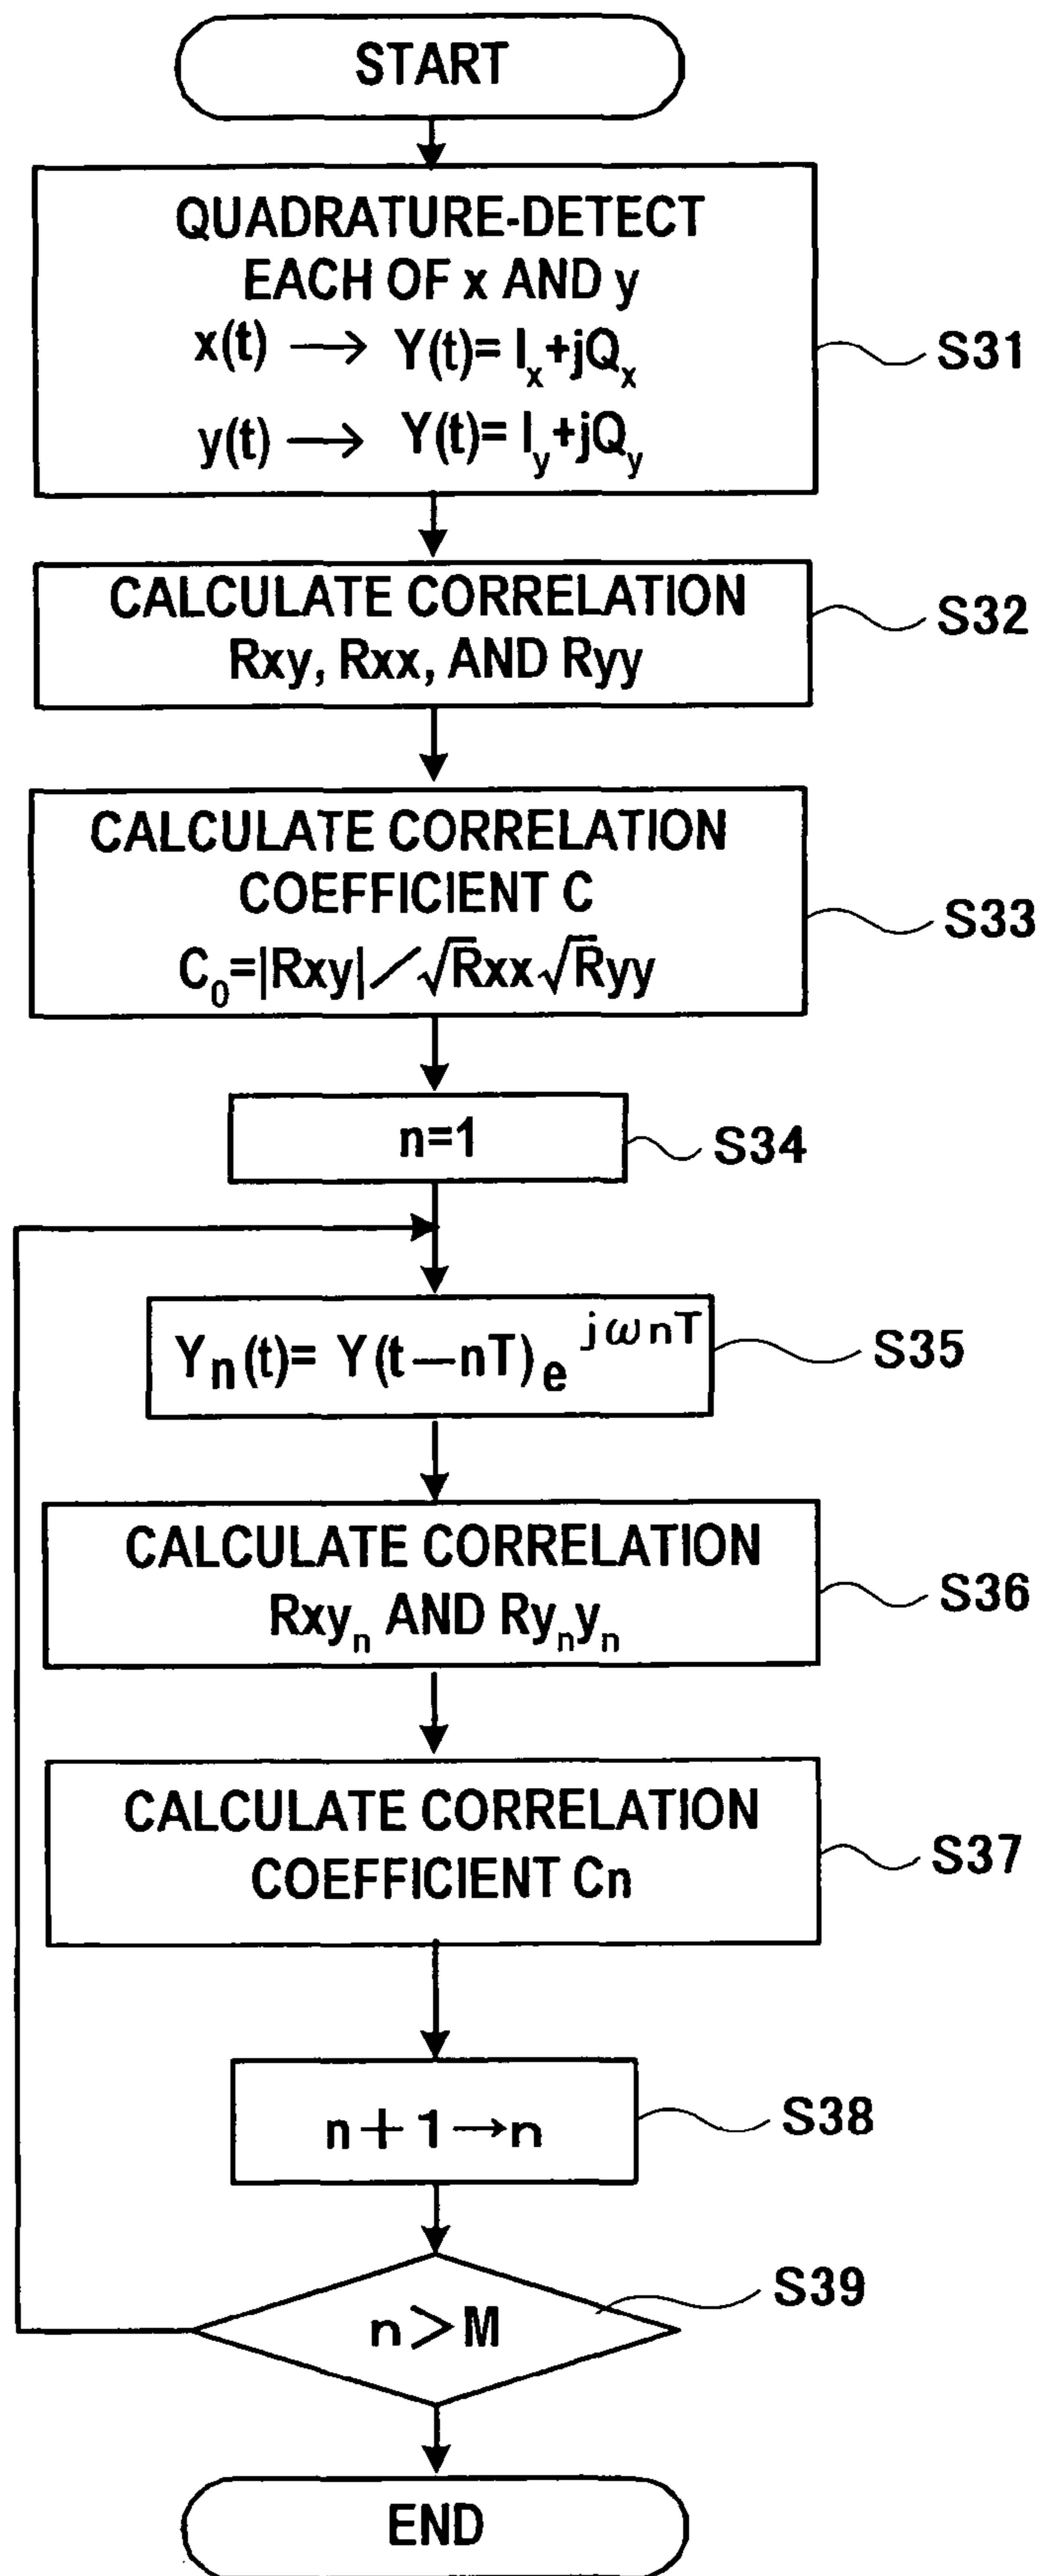 START
QUADRATURE-DETECT
EACH OF x AND y
x(t) → Y(t)= Iₓ+jQₓ
y(t) → Y(t)= I_y+jQ_y
S31
CALCULATE CORRELATION
Rxy, Rxx, AND Ryy
S32
CALCULATE CORRELATION
COEFFICIENT C
C₀=|Rxy|／√Rxx√Ryy
S33
n=1
S34
Yn(t)= Y(t−nT)e^jωnT
S35
CALCULATE CORRELATION
Rxyₙ AND Ryₙyₙ
S36
CALCULATE CORRELATION
COEFFICIENT Cn
S37
n+1→n
S38
n>M
S39
END